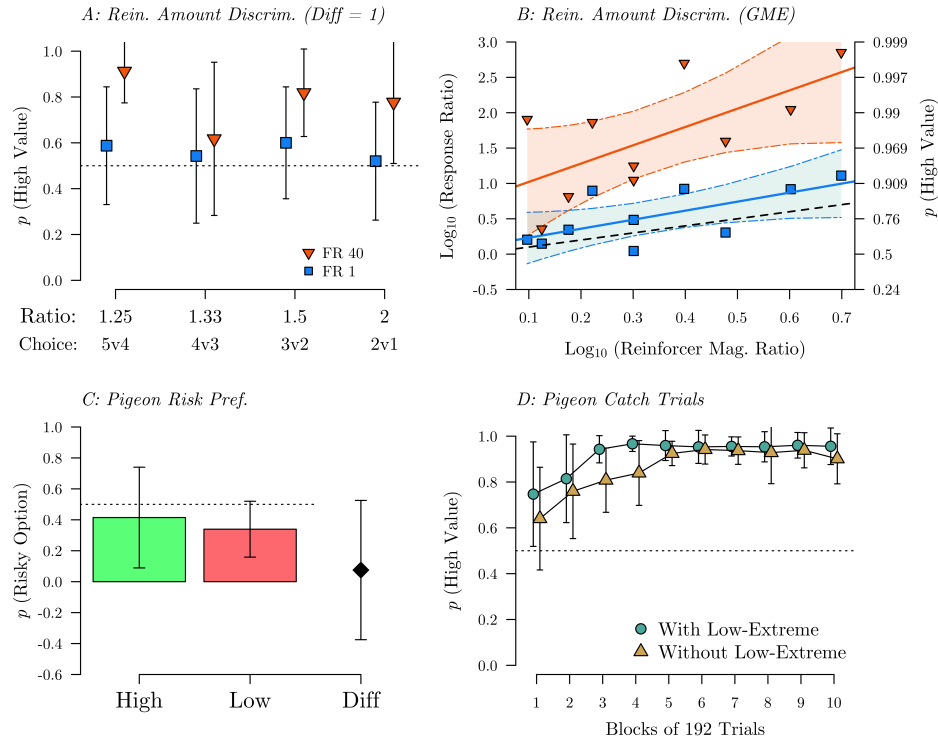 A: Rein. Amount Discrim. (Diff = 1)
p (High Value)
1.0
0.8
0.6
0.4
0.2
0.0
FR 40
FR 1
Ratio: 1.25 1.33 1.5 2
Choice: 5v4 4v3 3v2 2v1
B: Rein. Amount Discrim. (GME)
Log₁₀ (Response Ratio)
3.0
2.5
2.0
1.5
1.0
0.5
0.0
-0.5
0.999
0.997
0.99
0.969
0.909
0.76
0.5
0.24
p (High Value)
0.1 0.2 0.3 0.4 0.5 0.6 0.7
Log₁₀ (Reinforcer Mag. Ratio)
C: Pigeon Risk Pref.
p (Risky Option)
1.0
0.8
0.6
0.4
0.2
0.0
-0.2
-0.4
-0.6
High Low Diff
D: Pigeon Catch Trials
p (High Value)
1.0
0.8
0.6
0.4
0.2
0.0
With Low-Extreme
Without Low-Extreme
1 2 3 4 5 6 7 8 9 10
Blocks of 192 Trials